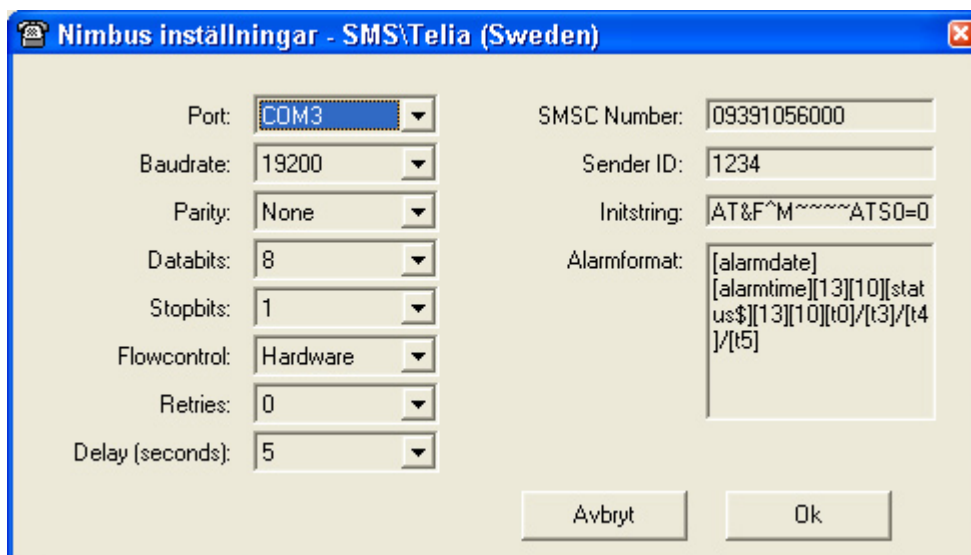 Nimbus inställningar - SMS\Telia (Sweden)
Port: COM3
Baudrate: 19200
Parity: None
Databits: 8
Stopbits: 1
Flowcontrol: Hardware
Retries: 0
Delay (seconds): 5
SMSC Number: 09391056000
Sender ID: 1234
Initstring: AT&F^M~~~~ATS0=0
Alarmformat: [alarmdate]
[alarmtime][13][10][stat
us$][13][10][t0]/[t3]/[t4
]/[t5]
Avbryt
Ok